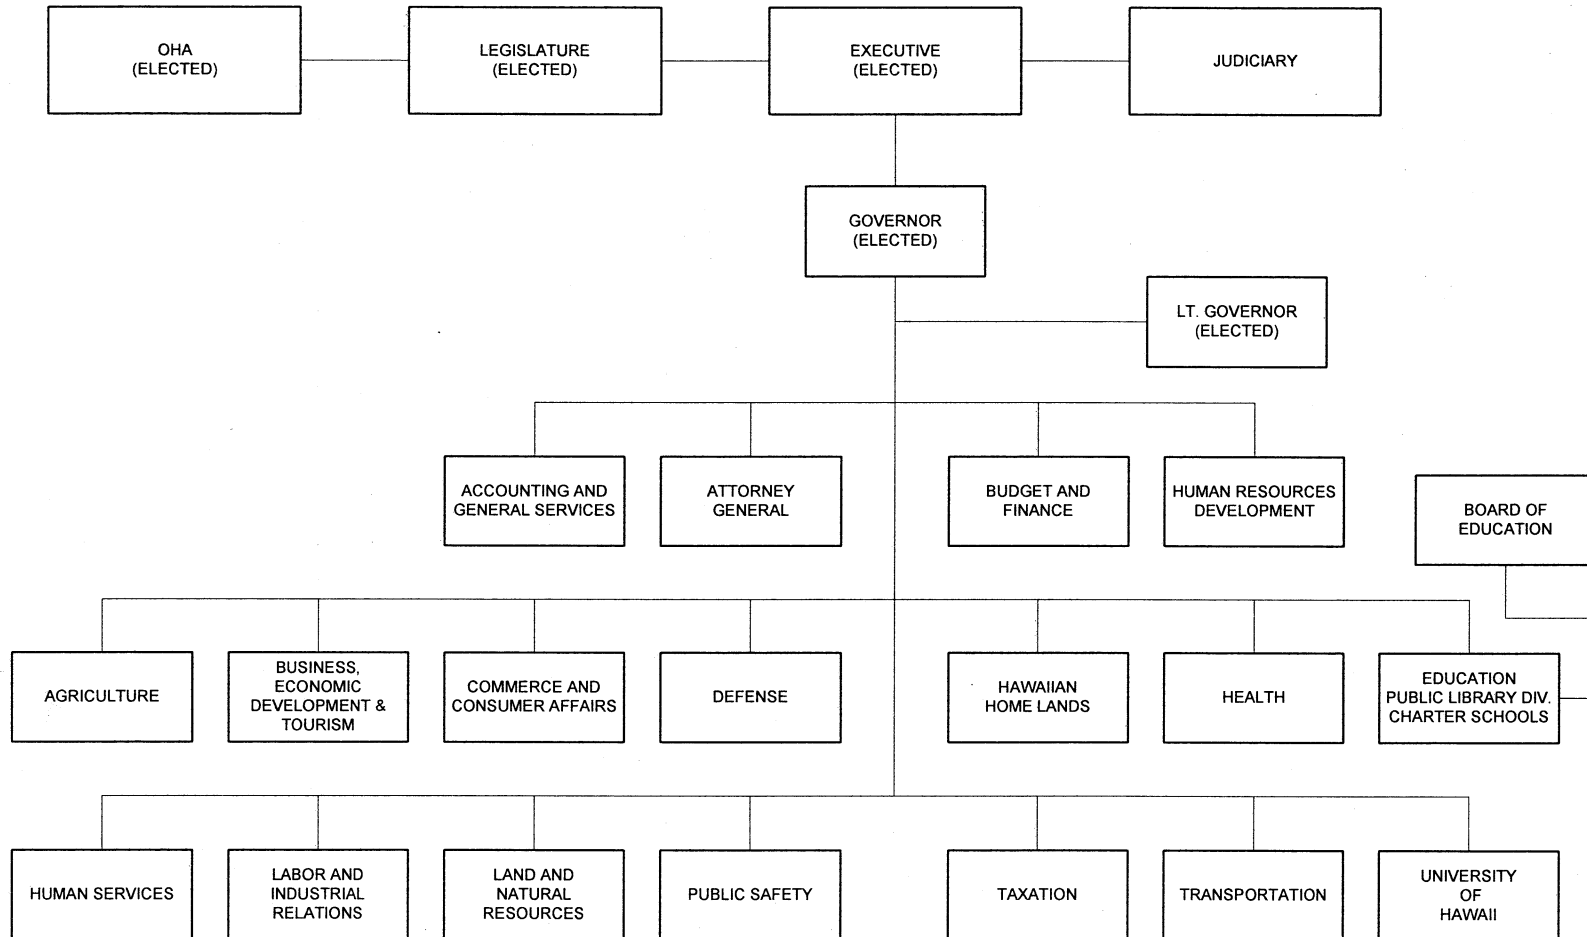 OHA
(ELECTED)
LEGISLATURE
(ELECTED)
EXECUTIVE
(ELECTED)
JUDICIARY
GOVERNOR
(ELECTED)
LT. GOVERNOR
(ELECTED)
ACCOUNTING AND
GENERAL SERVICES
ATTORNEY
GENERAL
BUDGET AND
FINANCE
HUMAN RESOURCES
DEVELOPMENT
BOARD OF
EDUCATION
AGRICULTURE
BUSINESS,
ECONOMIC
DEVELOPMENT &
TOURISM
COMMERCE AND
CONSUMER AFFAIRS
DEFENSE
HAWAIIAN
HOME LANDS
HEALTH
EDUCATION
PUBLIC LIBRARY DIV.
CHARTER SCHOOLS
HUMAN SERVICES
LABOR AND
INDUSTRIAL
RELATIONS
LAND AND
NATURAL
RESOURCES
PUBLIC SAFETY
TAXATION
TRANSPORTATION
UNIVERSITY
OF
HAWAII